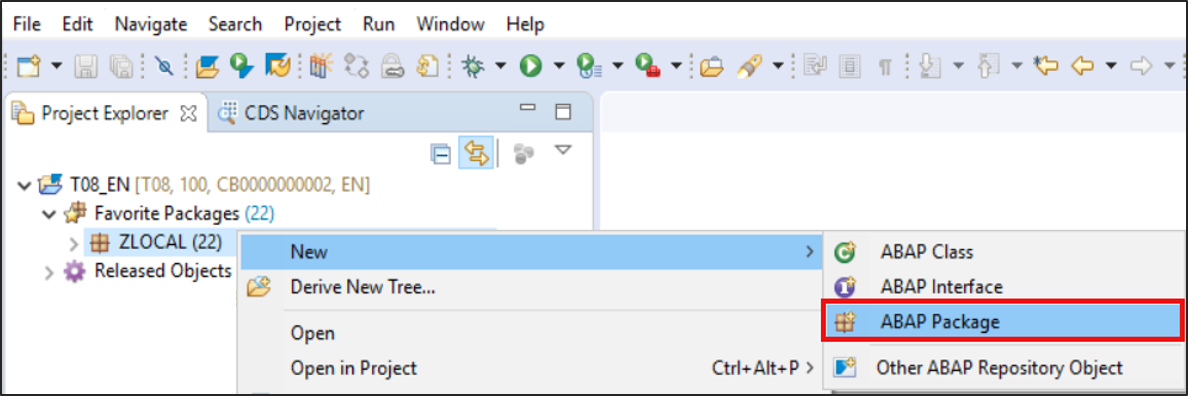 File Edit Navigate Search Project Run Window Help
Project Explorer CDS Navigator
T08_EN [T08, 100, CB0000000002, EN]
Favorite Packages (22)
ZLOCAL (22)
Released Objects
New
Derive New Tree...
Open
Open in Project Ctrl+Alt+P
ABAP Class
ABAP Interface
ABAP Package
Other ABAP Repository Object